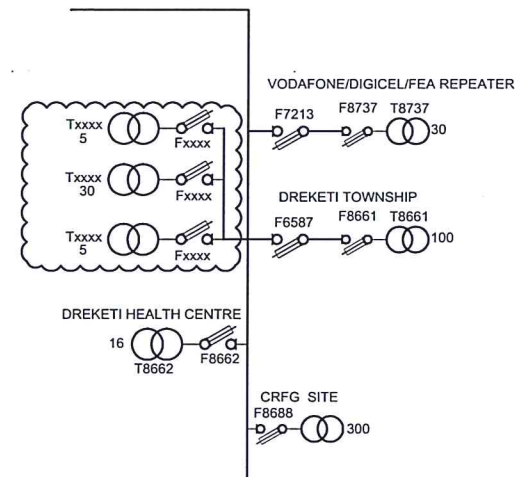 VODAFONE/DIGICEL/FEA REPEATER
F7213 F8737 T8737
30
Txxxx
5
Fxxxx
Txxxx
30
Fxxxx
Txxxx
5
Fxxxx
DREKETI TOWNSHIP
F6587 F8661 T8661
100
DREKETI HEALTH CENTRE
16
T8662
F8662
CRFG SITE
F8688
300